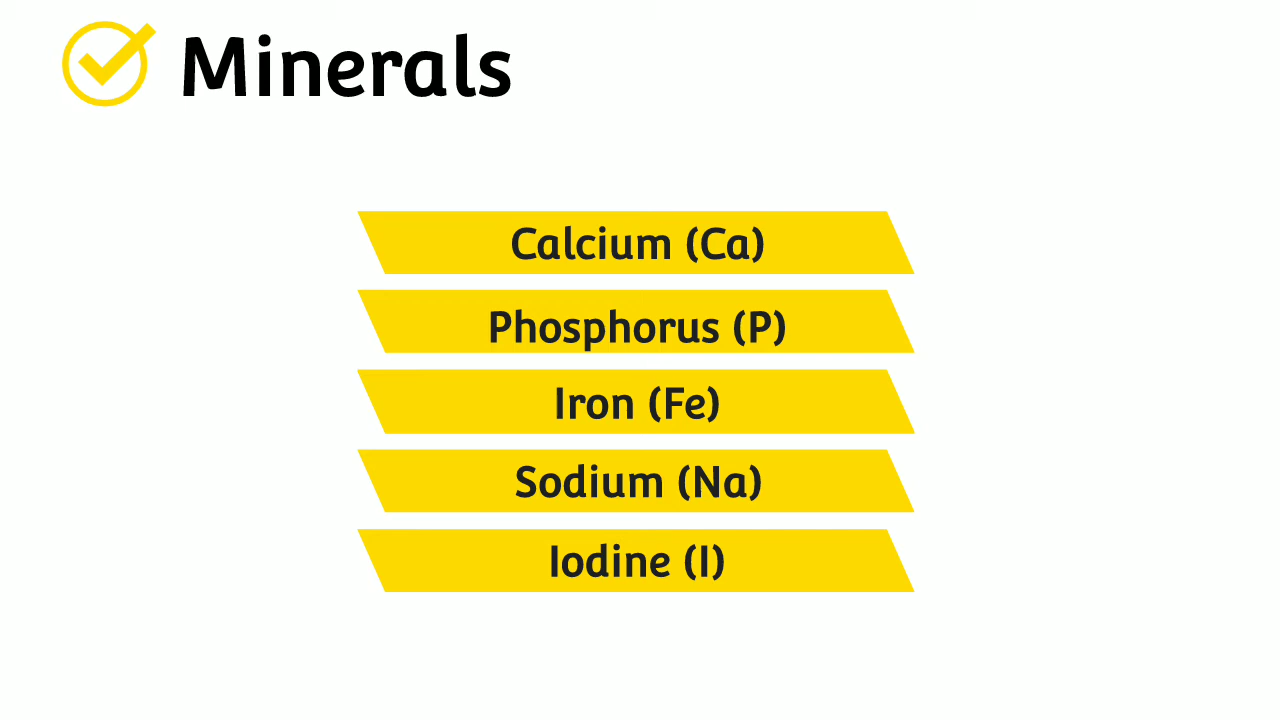 Minerals
Calcium (Ca)
Phosphorus (P)
Iron (Fe)
Sodium (Na)
Iodine (I)